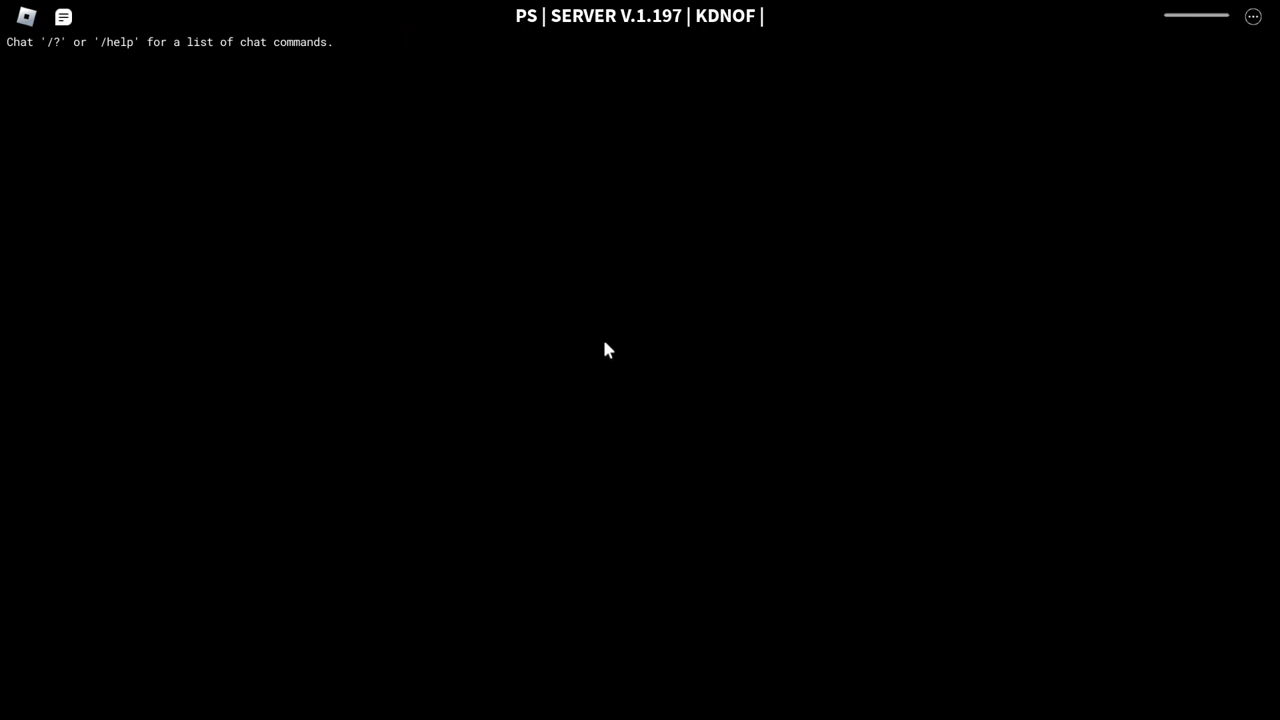 PS | SERVER V.1.197 | KDNOF |
Chat '/?' or '/help' for a list of chat commands.